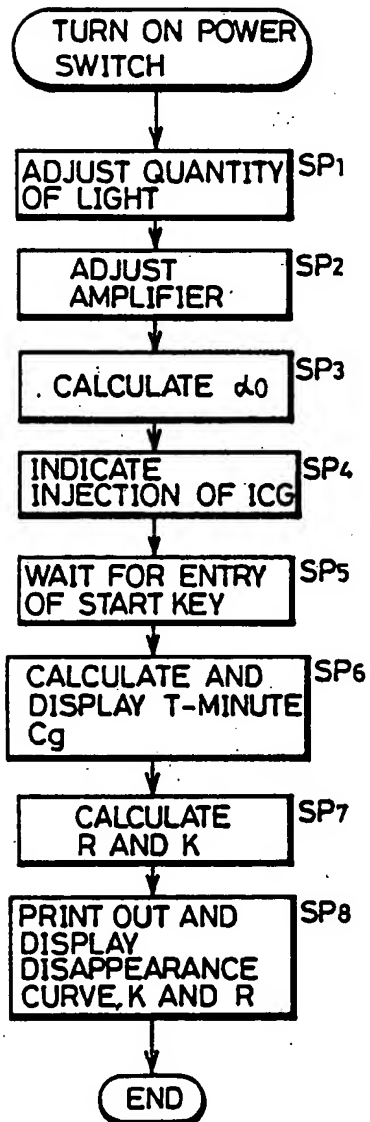 TURN ON POWER
SWITCH
ADJUST QUANTITY
OF LIGHT
SP1
ADJUST
AMPLIFIER
SP2
CALCULATE α0
SP3
INDICATE
INJECTION OF ICG
SP4
WAIT FOR ENTRY
OF START KEY
SP5
CALCULATE AND
DISPLAY T-MINUTE
Cg
SP6
CALCULATE
R AND K
SP7
PRINT OUT AND
DISPLAY
DISAPPEARANCE
CURVE, K AND R
SP8
END